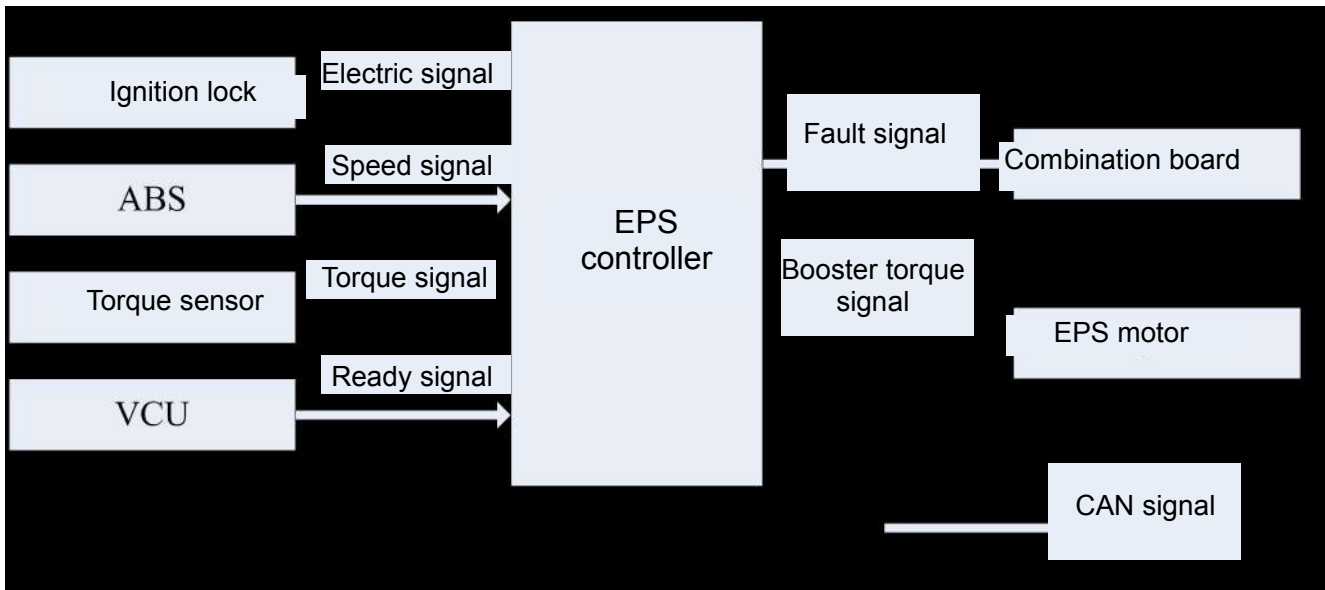 Ignition lock
Electric signal
ABS
Speed signal
Torque sensor
Torque signal
VCU
Ready signal
EPS
controller
Fault signal
Combination board
Booster torque
signal
EPS motor
CAN signal